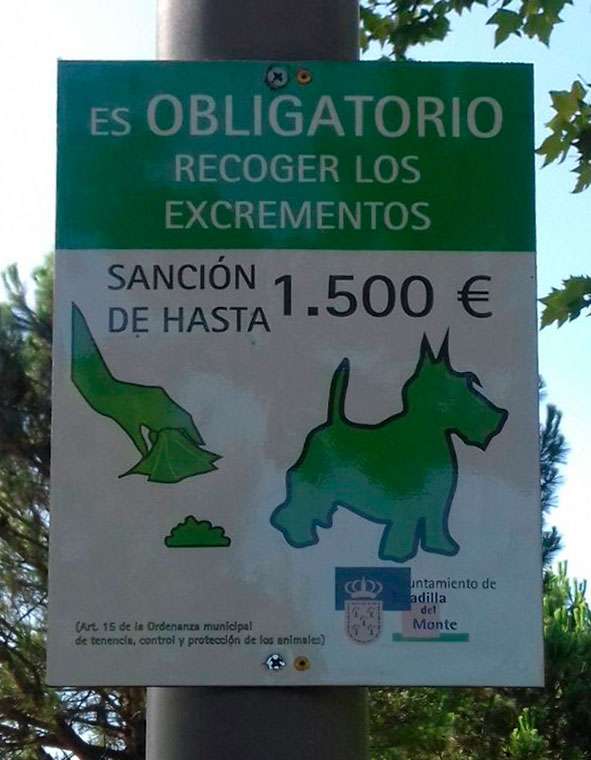 ES OBLIGATORIO
RECOGER LOS
EXCREMENTOS
SANCIÓN
DE HASTA 1.500 €
untamiento de
adilla
del
Monte
(Art. 15 de la Ordenanza municipal
de tenencia, control y protección de los animales)